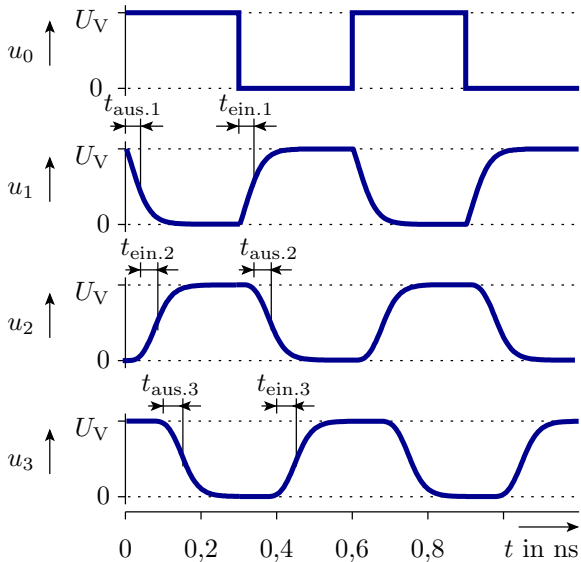 U_V
u_0
0
t_aus.1 t_ein.1
U_V
u_1
0
t_ein.2 t_aus.2
U_V
u_2
0
t_aus.3 t_ein.3
U_V
u_3
0
0 0,2 0,4 0,6 0,8 t in ns